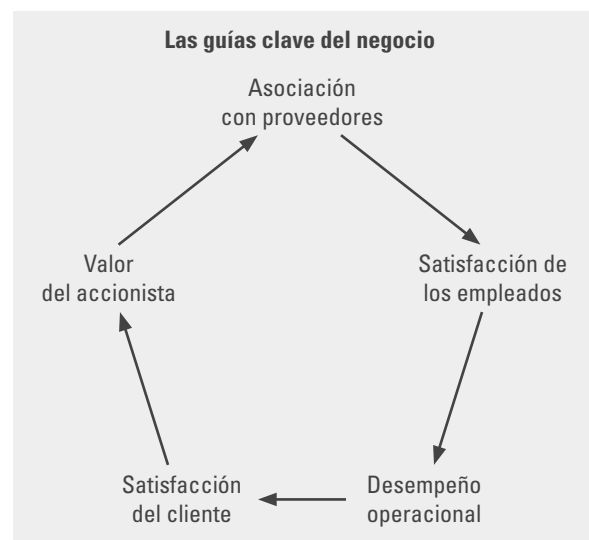 Las guías clave del negocio
Asociación
con proveedores
Valor
del accionista
Satisfacción de
los empleados
Satisfacción
del cliente
Desempeño
operacional